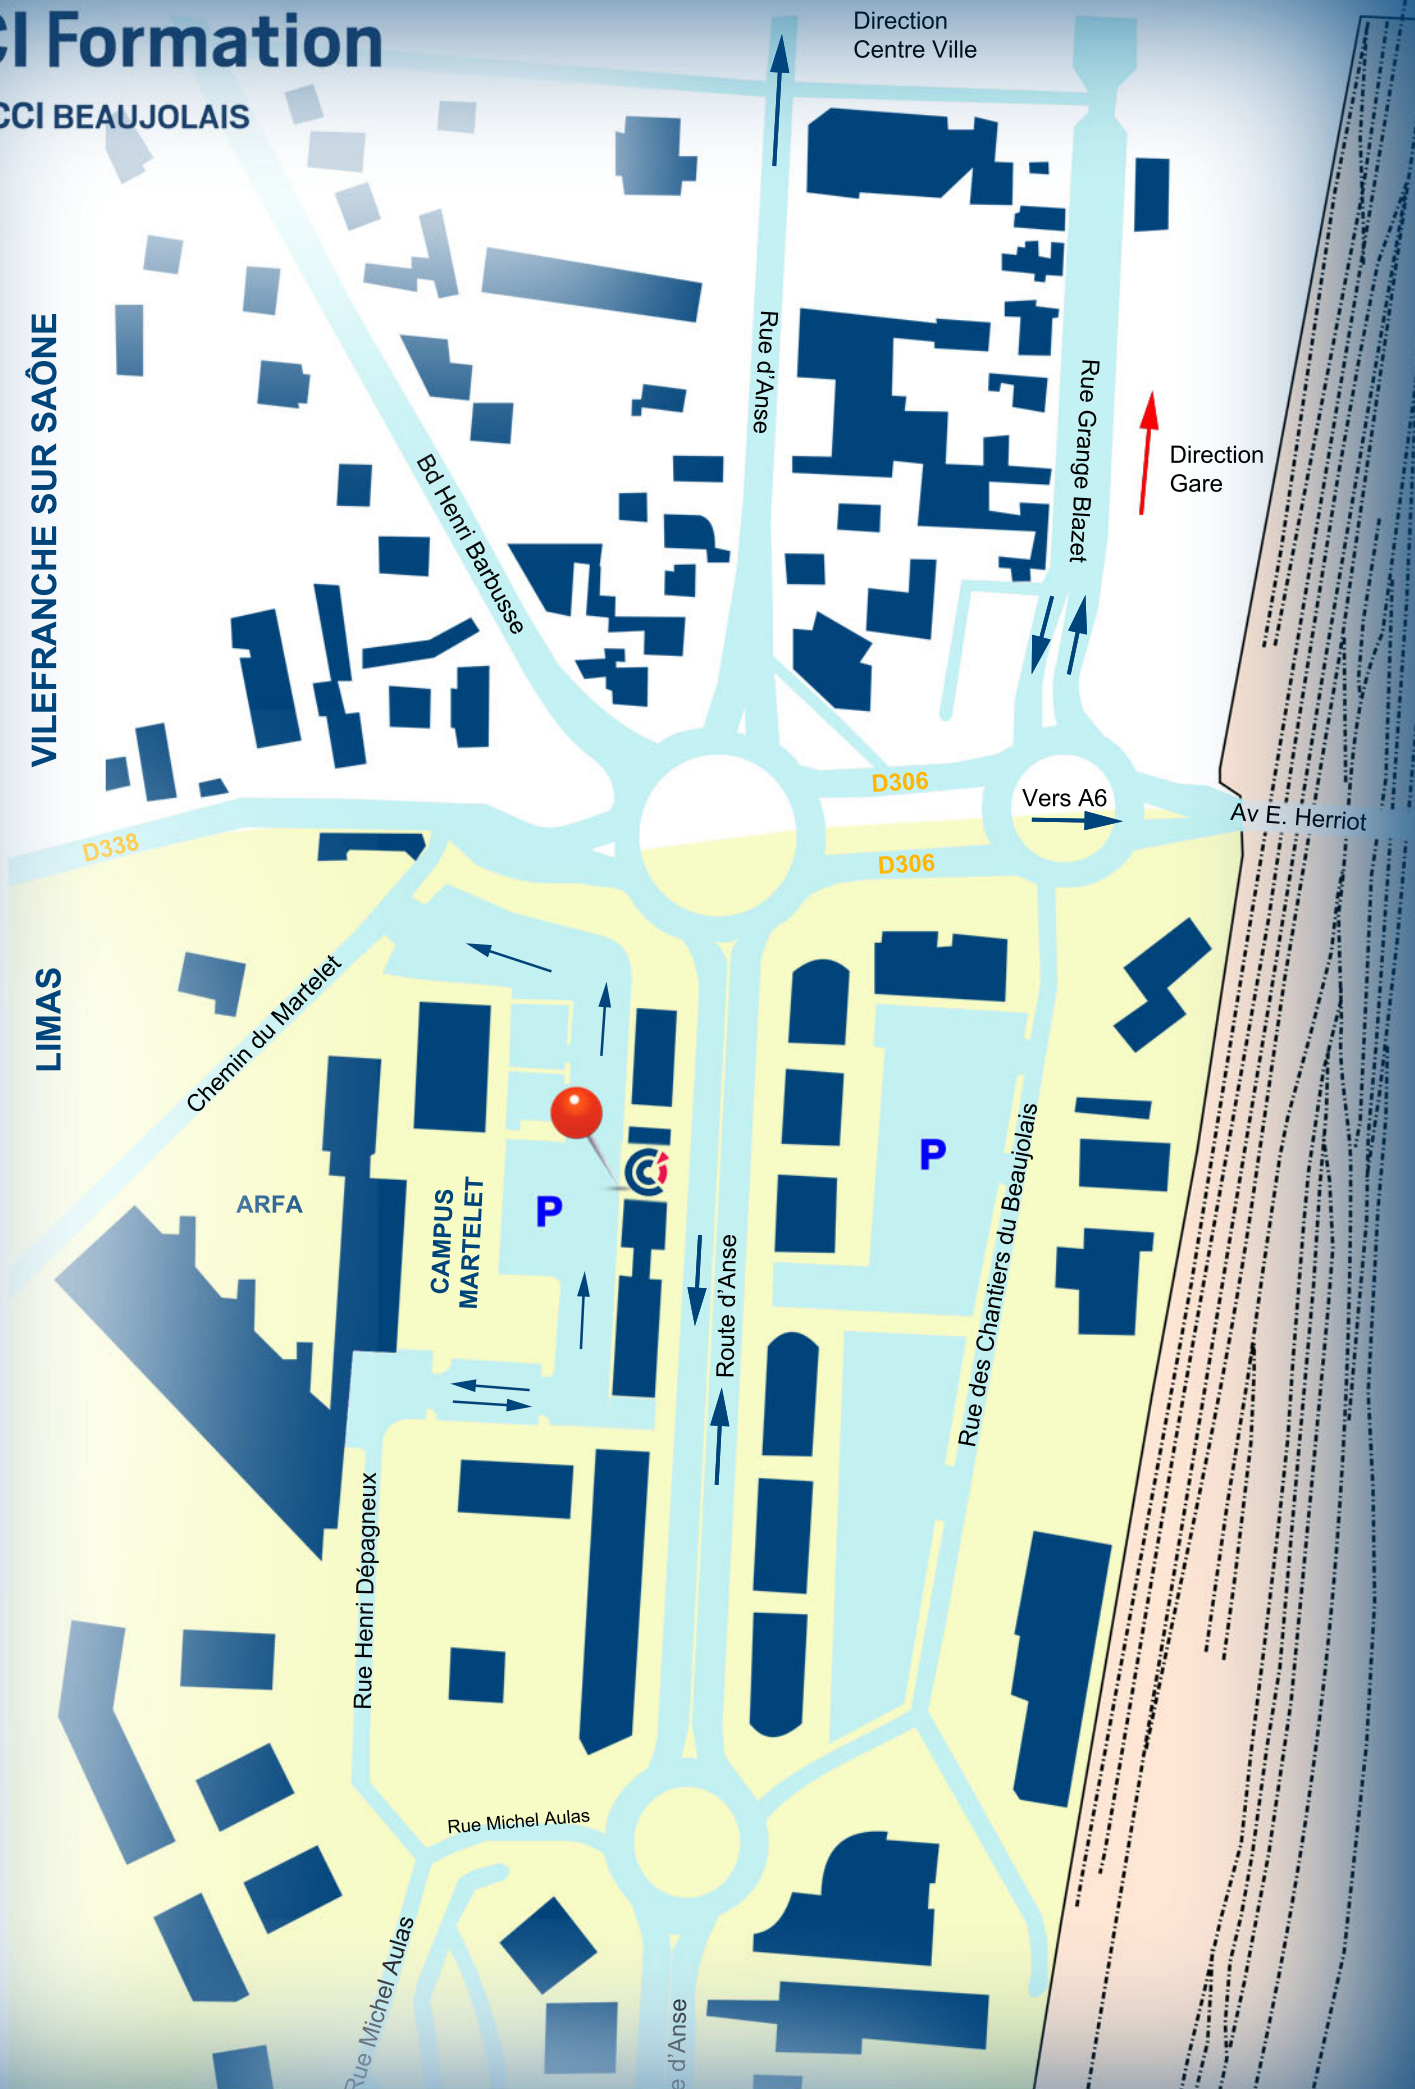 CI Formation
CCI BEAUJOLAIS
Direction
Centre Ville
VILEFRANCHE SUR SAÔNE
Rue d'Anse
Rue Grange Blazet
Direction
Gare
Bd Henri Barbusse
D306
Vers A6
Av E. Herriot
D338
D306
LIMAS
Chemin du Martelet
ARFA
CAMPUS
MARTELET
P
P
Route d'Anse
Rue des Chantiers du Beaujolais
Rue Henri Dépagneux
Rue Michel Aulas
Rue Michel Aulas
e d'Anse